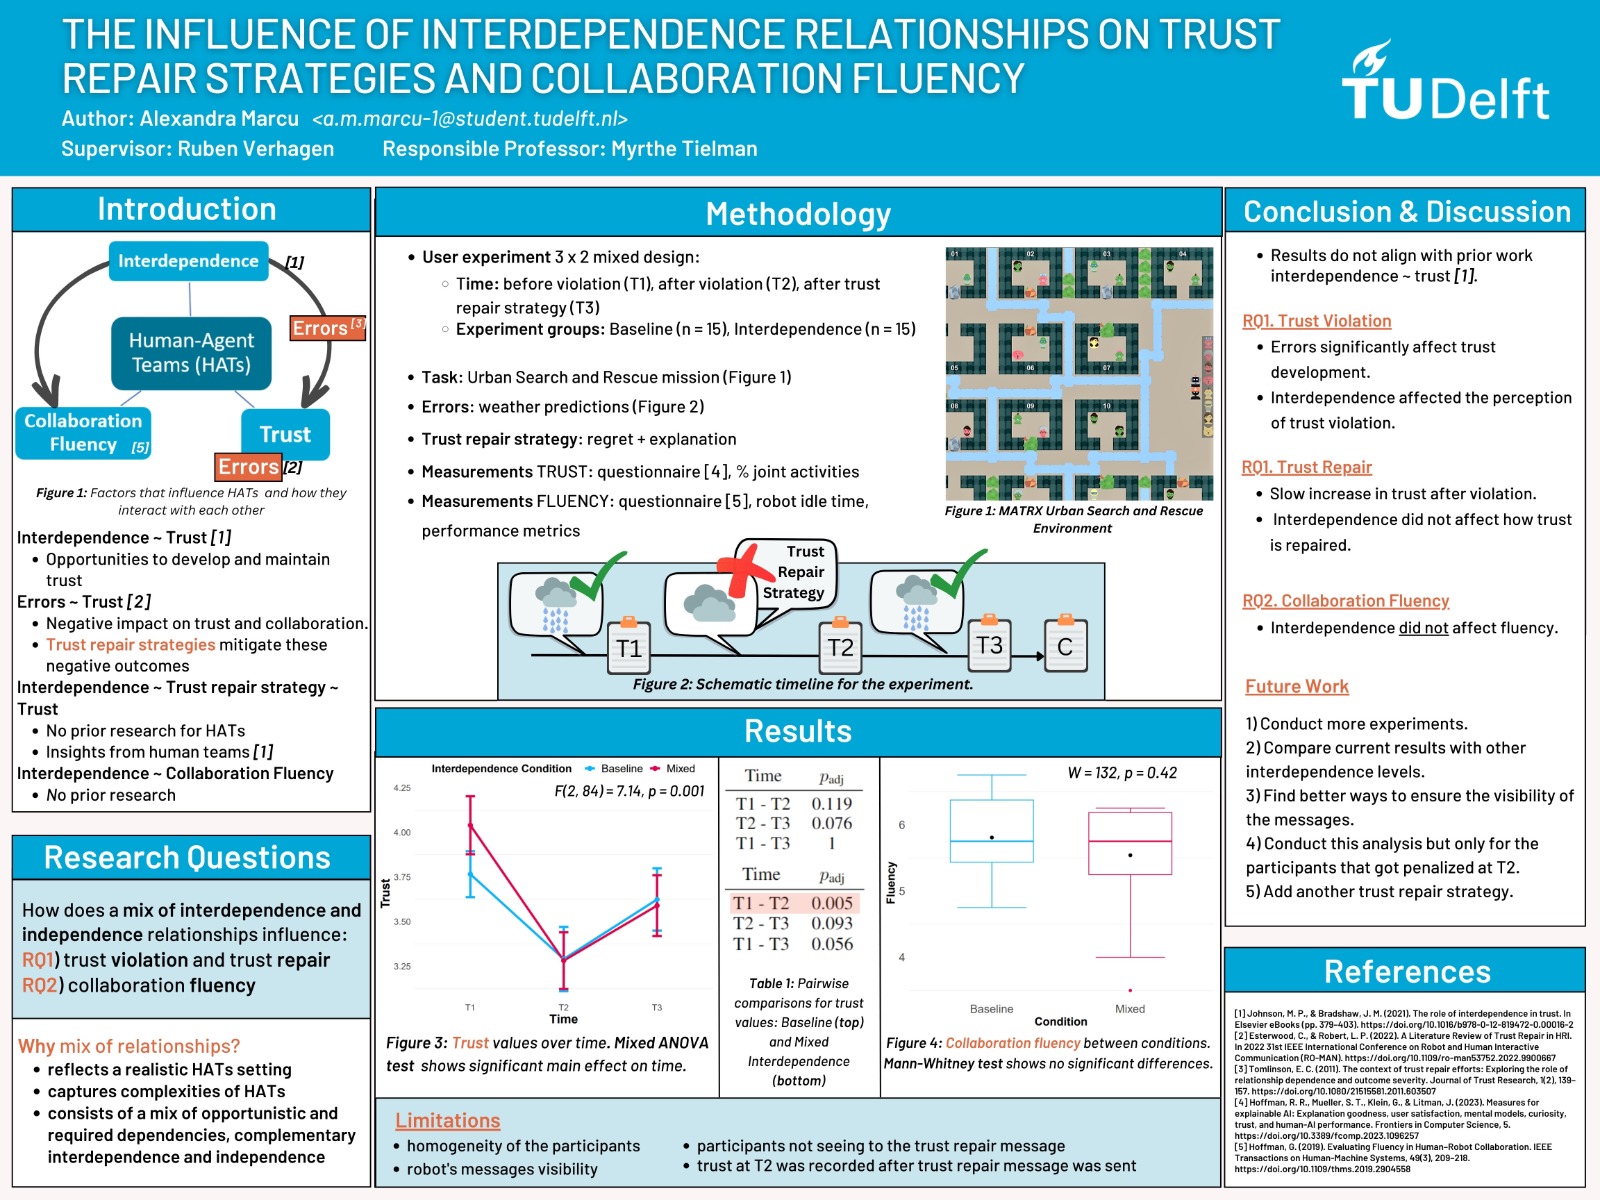 THE INFLUENCE OF INTERDEPENDENCE RELATIONSHIPS ON TRUST
REPAIR STRATEGIES AND COLLABORATION FLUENCY
Author: Alexandra Marcu <a.m.marcu-1@student.tudelft.nl>
Supervisor: Ruben Verhagen Responsible Professor: Myrthe Tielman
TU Delft
Introduction
Interdependence
[1]
Errors [3]
Human-Agent
Teams (HATs)
Collaboration
Fluency [5]
Trust
Errors [2]
Figure 1: Factors that influence HATs and how they
interact with each other
Interdependence ~ Trust [1]
• Opportunities to develop and maintain
trust
Errors ~ Trust [2]
• Negative impact on trust and collaboration.
• Trust repair strategies mitigate these
negative outcomes
Interdependence ~ Trust repair strategy ~
Trust
• No prior research for HATs
• Insights from human teams [1]
Interdependence ~ Collaboration Fluency
• No prior research
Research Questions
How does a mix of interdependence and
independence relationships influence:
RQ1) trust violation and trust repair
RQ2) collaboration fluency
Why mix of relationships?
• reflects a realistic HATs setting
• captures complexities of HATs
• consists of a mix of opportunistic and
required dependencies, complementary
interdependence and independence
Methodology
• User experiment 3 x 2 mixed design:
○ Time: before violation (T1), after violation (T2), after trust
repair strategy (T3)
○ Experiment groups: Baseline (n = 15), Interdependence (n = 15)
• Task: Urban Search and Rescue mission (Figure 1)
• Errors: weather predictions (Figure 2)
• Trust repair strategy: regret + explanation
• Measurements TRUST: questionnaire [4], % joint activities
• Measurements FLUENCY: questionnaire [5], robot idle time,
performance metrics
01 02 03 04
05 06 07
08 09 10
Figure 1: MATRX Urban Search and Rescue
Environment
Trust
Repair
Strategy
T1 T2 T3 C
Figure 2: Schematic timeline for the experiment.
Results
Interdependence Condition Baseline Mixed
F(2, 84) = 7.14, p = 0.001
4.25
4.00
3.75
3.50
3.25
Trust
T1 T2 T3
Time
Figure 3: Trust values over time. Mixed ANOVA
test shows significant main effect on time.
Time padj
T1 - T2 0.119
T2 - T3 0.076
T1 - T3 1
Time padj
T1 - T2 0.005
T2 - T3 0.093
T1 - T3 0.056
Table 1: Pairwise
comparisons for trust
values: Baseline (top)
and Mixed
Interdependence
(bottom)
W = 132, p = 0.42
6
5
4
Fluency
Baseline Mixed
Condition
Figure 4: Collaboration fluency between conditions.
Mann-Whitney test shows no significant differences.
Limitations
• homogeneity of the participants
• robot's messages visibility
• participants not seeing to the trust repair message
• trust at T2 was recorded after trust repair message was sent
Conclusion & Discussion
• Results do not align with prior work
interdependence ~ trust [1].
RQ1. Trust Violation
• Errors significantly affect trust
development.
• Interdependence affected the perception
of trust violation.
RQ1. Trust Repair
• Slow increase in trust after violation.
• Interdependence did not affect how trust
is repaired.
RQ2. Collaboration Fluency
• Interdependence did not affect fluency.
Future Work
1) Conduct more experiments.
2) Compare current results with other
interdependence levels.
3) Find better ways to ensure the visibility of
the messages.
4) Conduct this analysis but only for the
participants that got penalized at T2.
5) Add another trust repair strategy.
References
[1] Johnson, M. P., & Bradshaw, J. M. (2021). The role of interdependence in trust. In
Elsevier eBooks (pp. 379–403). https://doi.org/10.1016/b978-0-12-819472-0.00016-2
[2] Esterwood, C., & Robert, L. P. (2022). A Literature Review of Trust Repair in HRI.
In 2022 31st IEEE International Conference on Robot and Human Interactive
Communication (RO-MAN). https://doi.org/10.1109/ro-man53752.2022.9900667
[3] Tomlinson, E. C. (2011). The context of trust repair efforts: Exploring the role of
relationship dependence and outcome severity. Journal of Trust Research, 1(2), 139–
157. https://doi.org/10.1080/21515581.2011.603507
[4] Hoffman, R. R., Mueller, S. T., Klein, G., & Litman, J. (2023). Measures for
explainable AI: Explanation goodness, user satisfaction, mental models, curiosity,
trust, and human-AI performance. Frontiers in Computer Science, 5.
https://doi.org/10.3389/fcomp.2023.1096257
[5] Hoffman, G. (2019). Evaluating Fluency in Human–Robot Collaboration. IEEE
Transactions on Human-Machine Systems, 49(3), 209–218.
https://doi.org/10.1109/thms.2019.2904558